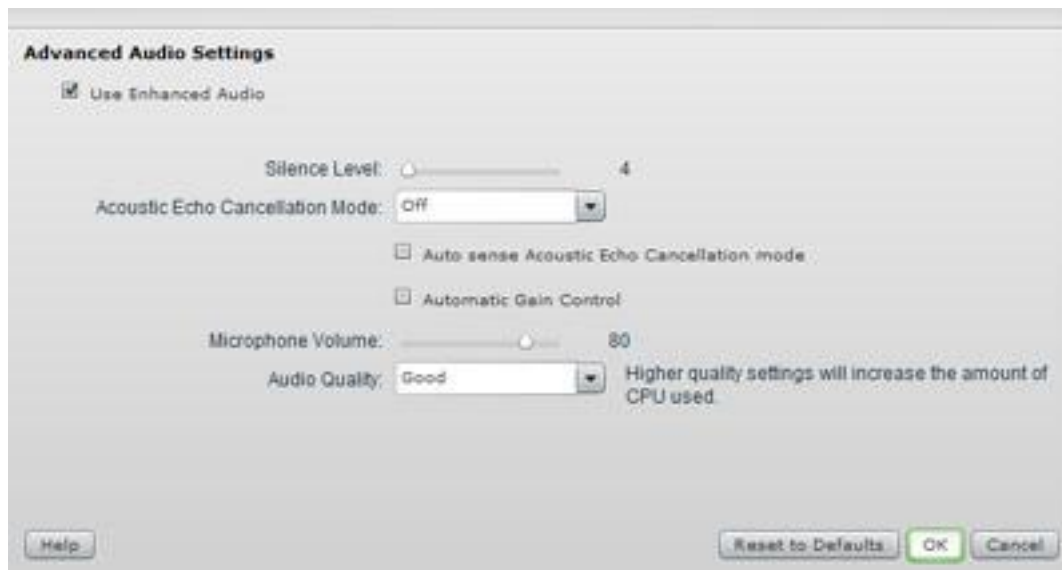 Advanced Audio Settings
Use Enhanced Audio
Silence Level: 4
Acoustic Echo Cancellation Mode: Off
Auto sense Acoustic Echo Cancellation mode
Automatic Gain Control
Microphone Volume: 80
Audio Quality: Good Higher quality settings will increase the amount of
CPU used.
Help Reset to Defaults OK Cancel